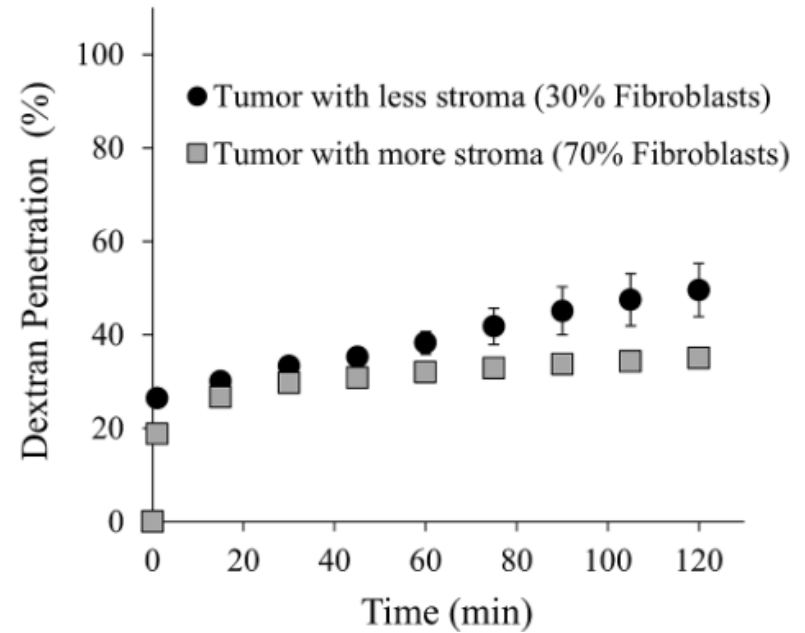 100
80
60
40
20
0
Dextran Penetration (%)
Tumor with less stroma (30% Fibroblasts)
Tumor with more stroma (70% Fibroblasts)
0 20 40 60 80 100 120
Time (min)